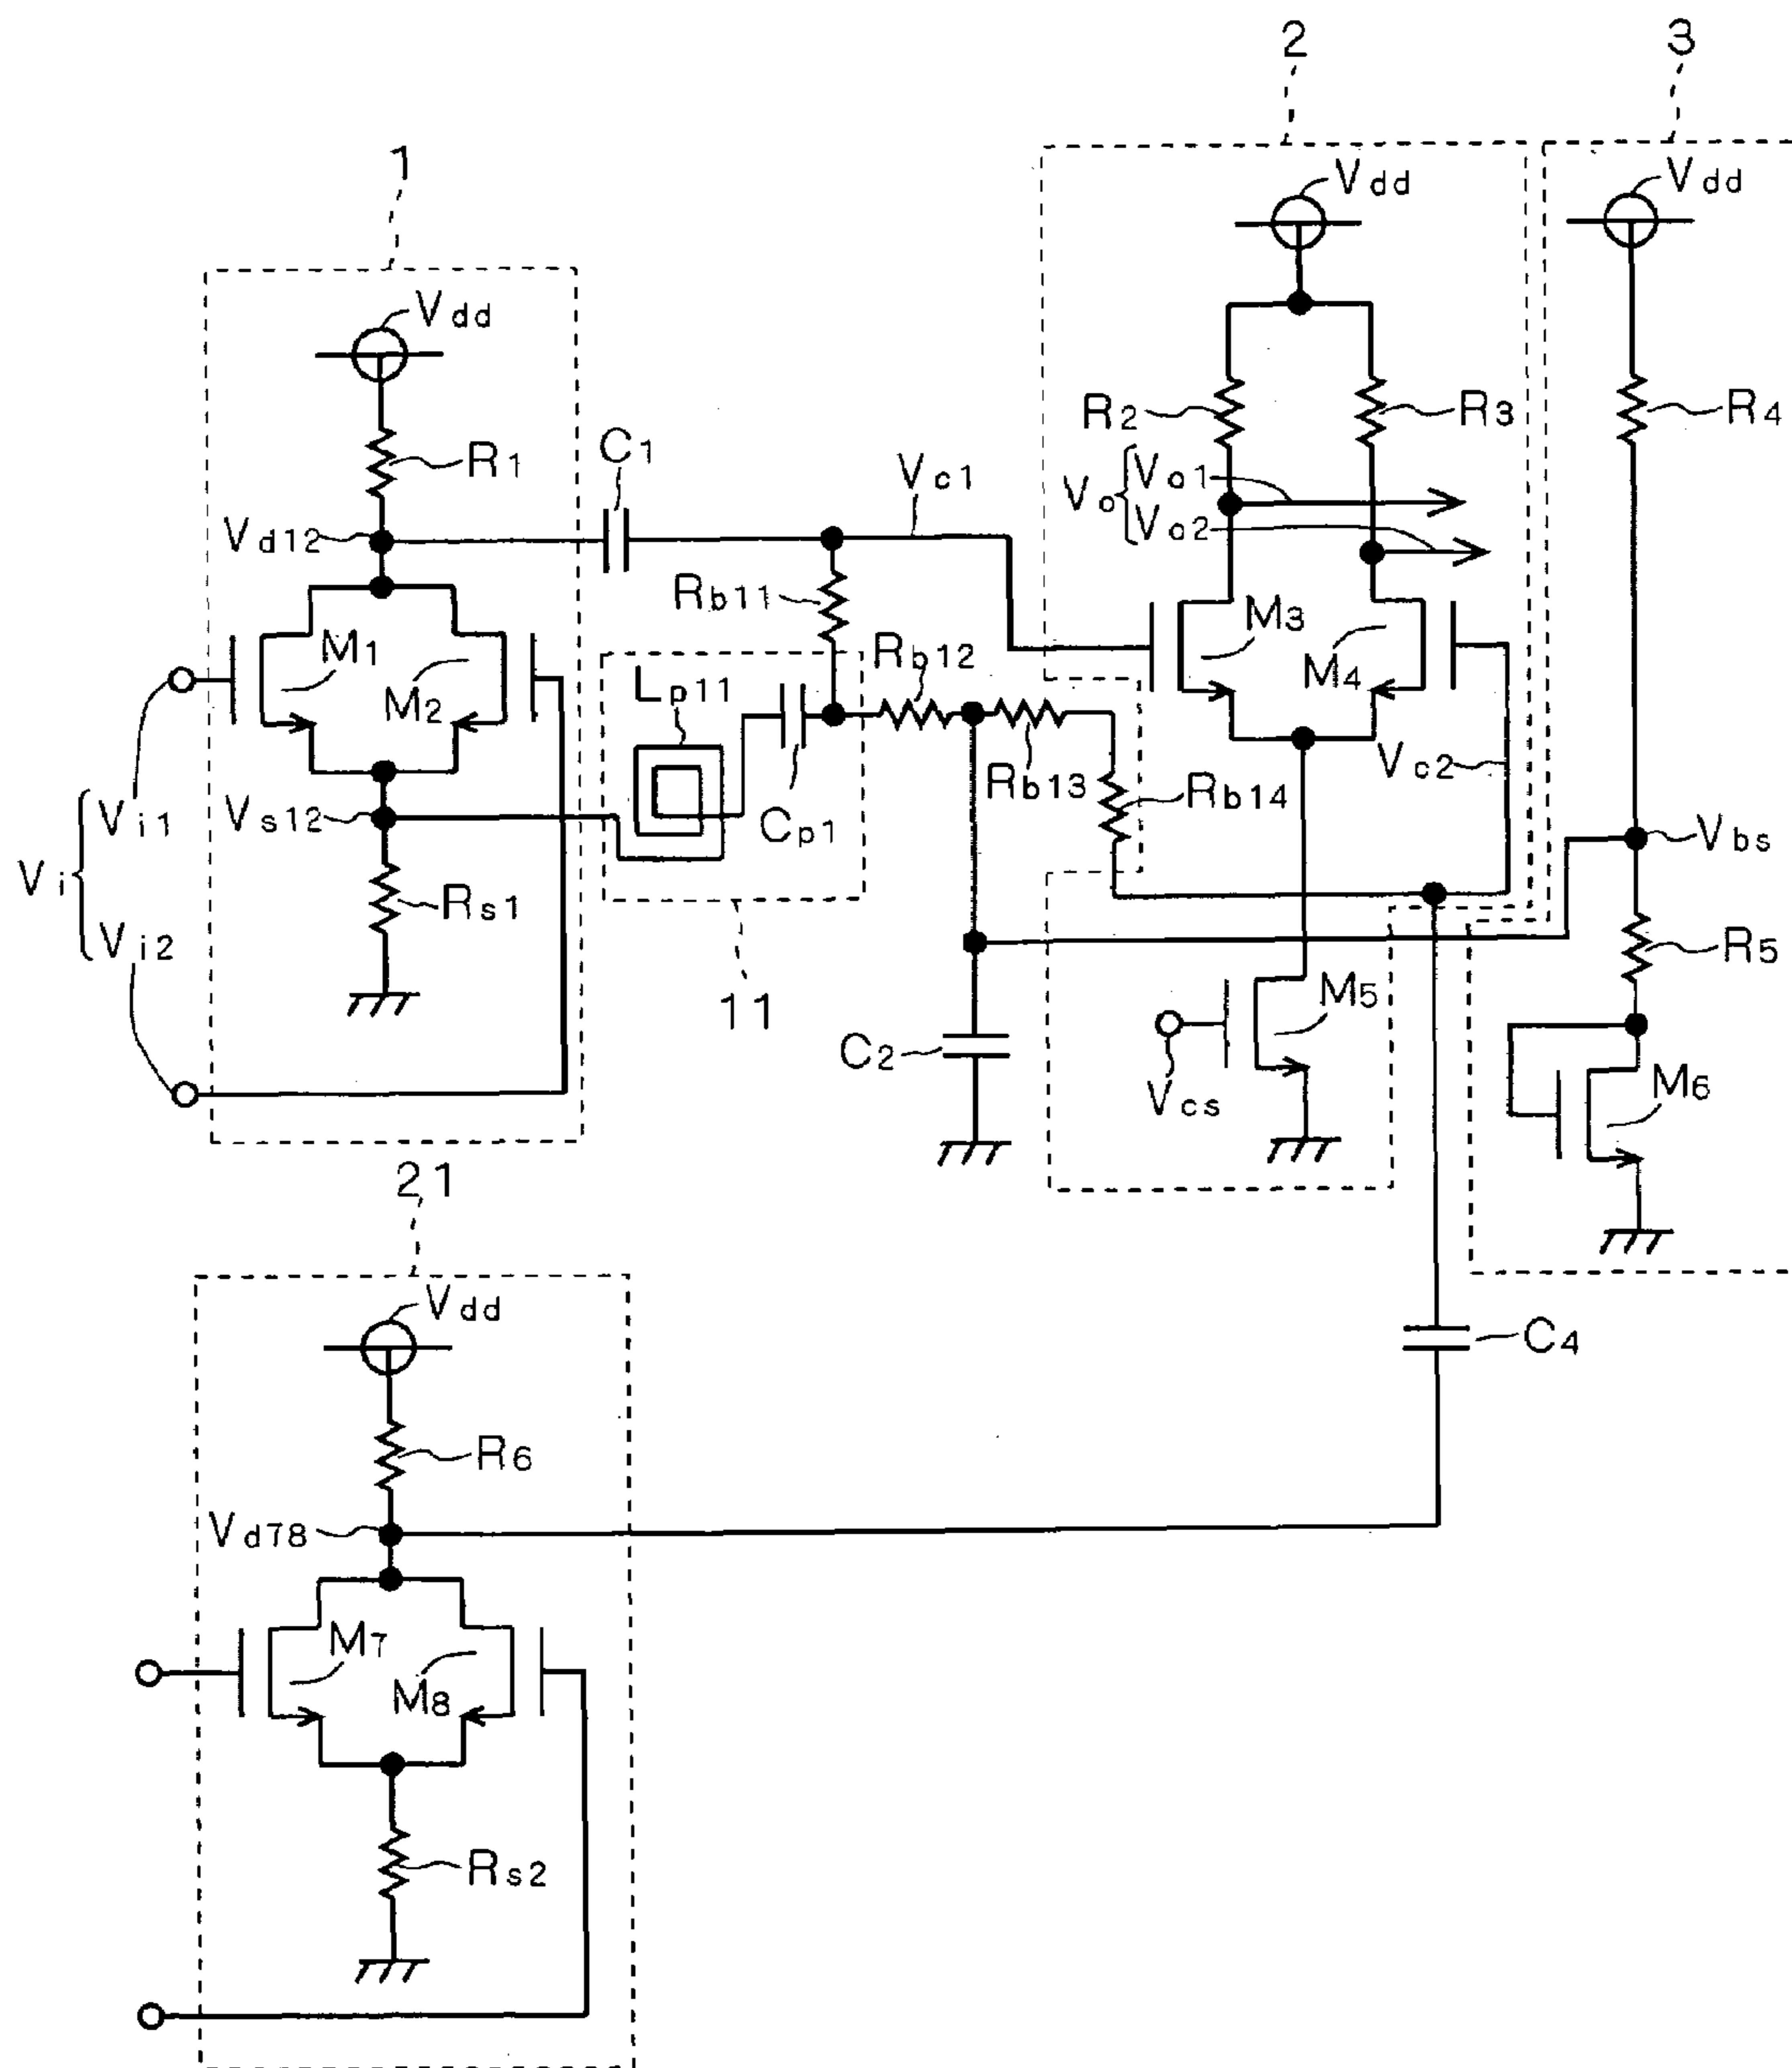 2
3
1
Vdd
Vdd
Vdd
R2
R3
R4
R1
C1
Vc1
Vo { Vo1
Vo2
Vd12
Rb11
M1
M2
M3
M4
Rb12
Lp11
Cp1
Rb13
Rb14
Vc2
Vs12
Vbs
Vi { Vi1
Vi2
Rs1
R5
11
M5
C2
Vcs
M6
21
Vdd
C4
R6
Vd78
M7
M8
Rs2